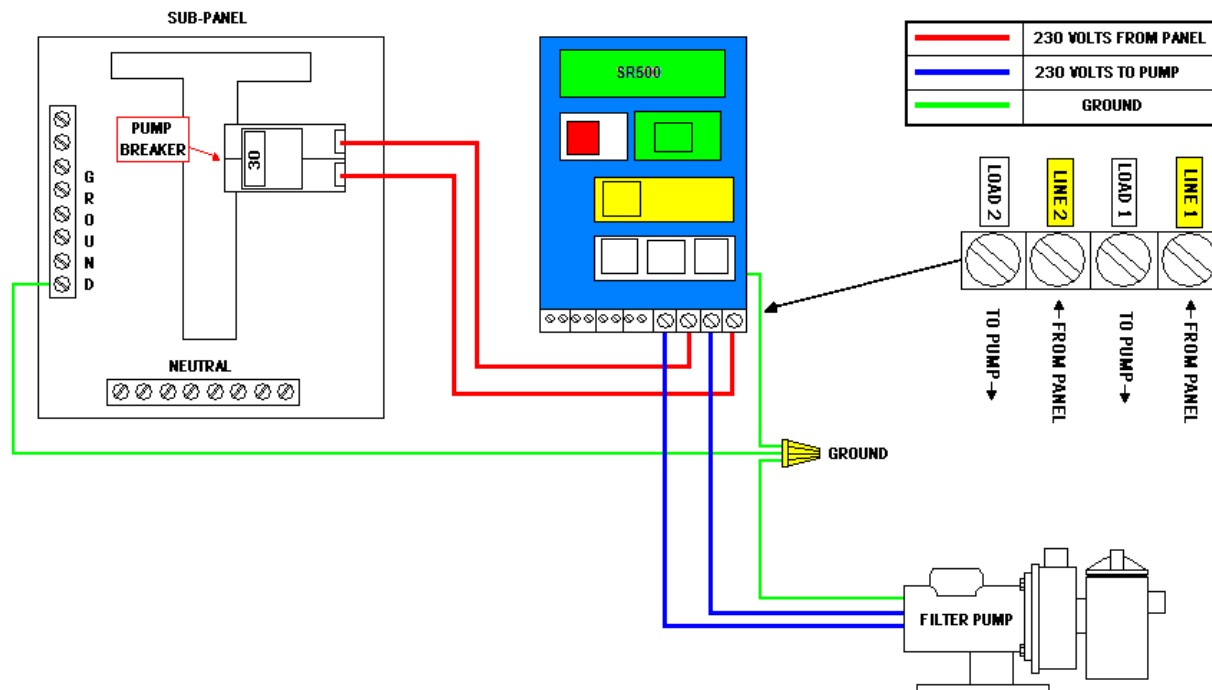 SUB-PANEL
PUMP
BREAKER
30
G
R
O
U
N
D
NEUTRAL
SR500
230 VOLTS FROM PANEL
230 VOLTS TO PUMP
GROUND
LOAD 2
LINE 2
LOAD 1
LINE 1
TO PUMP→
←FROM PANEL
TO PUMP→
←FROM PANEL
GROUND
FILTER PUMP